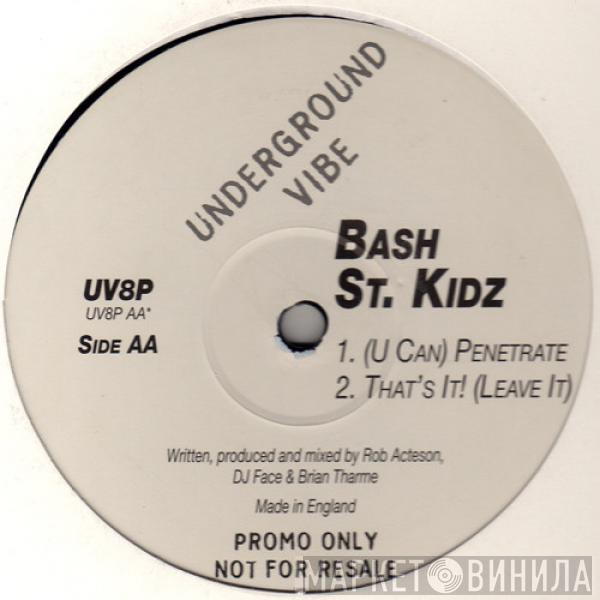 UNDERGROUND
VIBE
BASH
ST. KIDZ
UV8P
UV8P AA*
SIDE AA
1. (U CAN) PENETRATE
2. THAT'S IT! (LEAVE IT)
Written, produced and mixed by Rob Acteson,
DJ Face & Brian Tharme
Made in England
PROMO ONLY
NOT FOR RESALE
МАРКЕТ ВИНИЛА